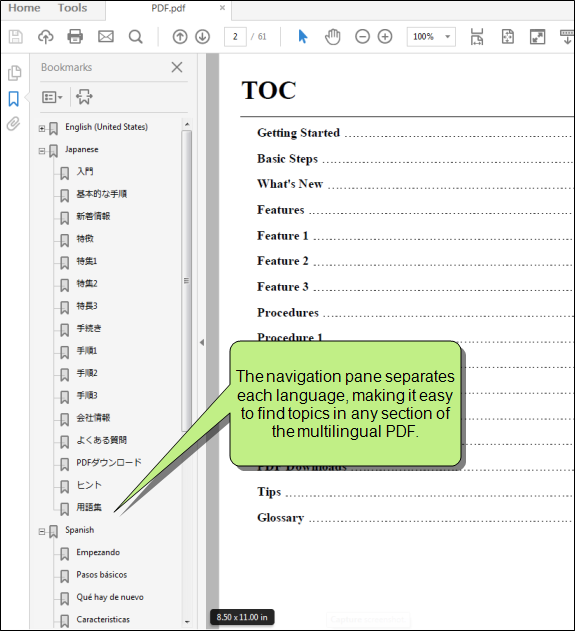 Home Tools PDF.pdf ×
2 / 61 100%
Bookmarks
English (United States)
Japanese
入門
基本的な手順
新着情報
特徴
特集1
特集2
特長3
手続き
手順1
手順2
手順3
会社情報
よくある質問
PDFダウンロード
ヒント
用語集
Spanish
Empezando
Pasos básicos
Qué hay de nuevo
Caracteristicas
TOC
Getting Started
Basic Steps
What's New
Features
Feature 1
Feature 2
Feature 3
Procedures
Procedure 1
The navigation pane separates
each language, making it easy
to find topics in any section of
the multilingual PDF.
PDF Downloads
Tips
Glossary
8.50 x 11.00 in